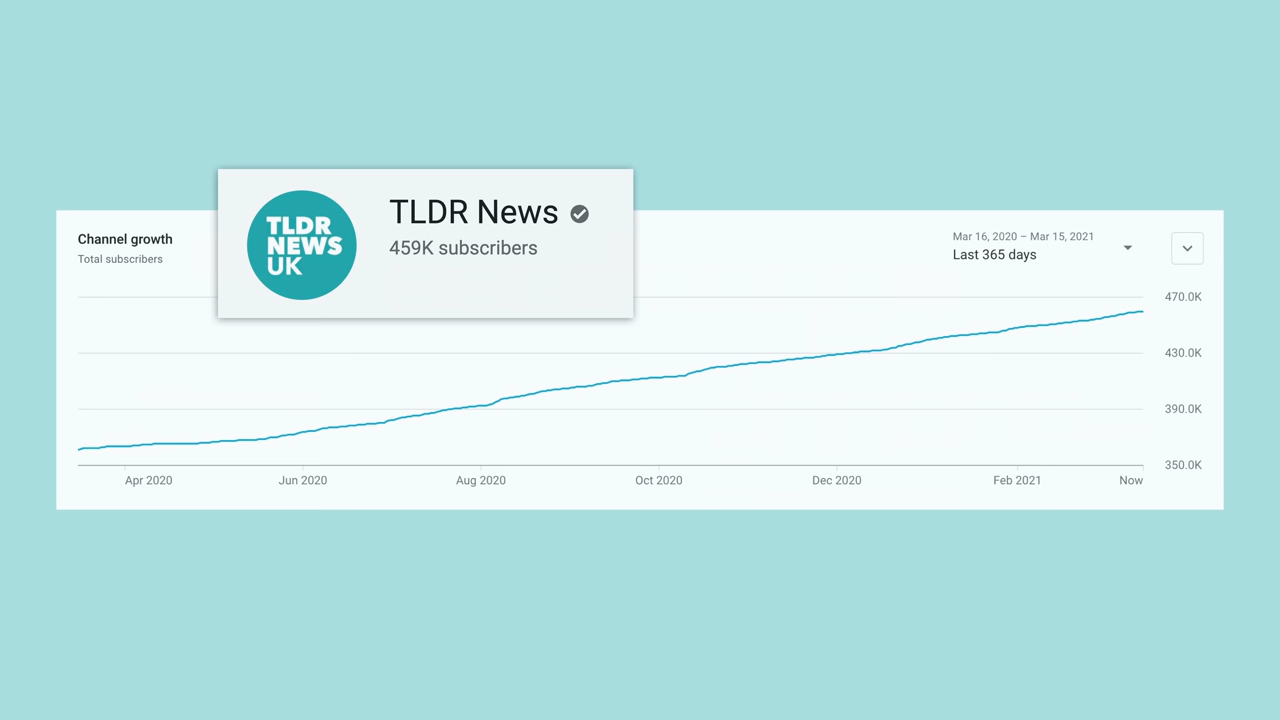 TLDR
NEWS
UK
TLDR News
459K subscribers
Channel growth
Total subscribers
Mar 16, 2020 – Mar 15, 2021
Last 365 days
470.0K
430.0K
390.0K
350.0K
Apr 2020
Jun 2020
Aug 2020
Oct 2020
Dec 2020
Feb 2021
Now